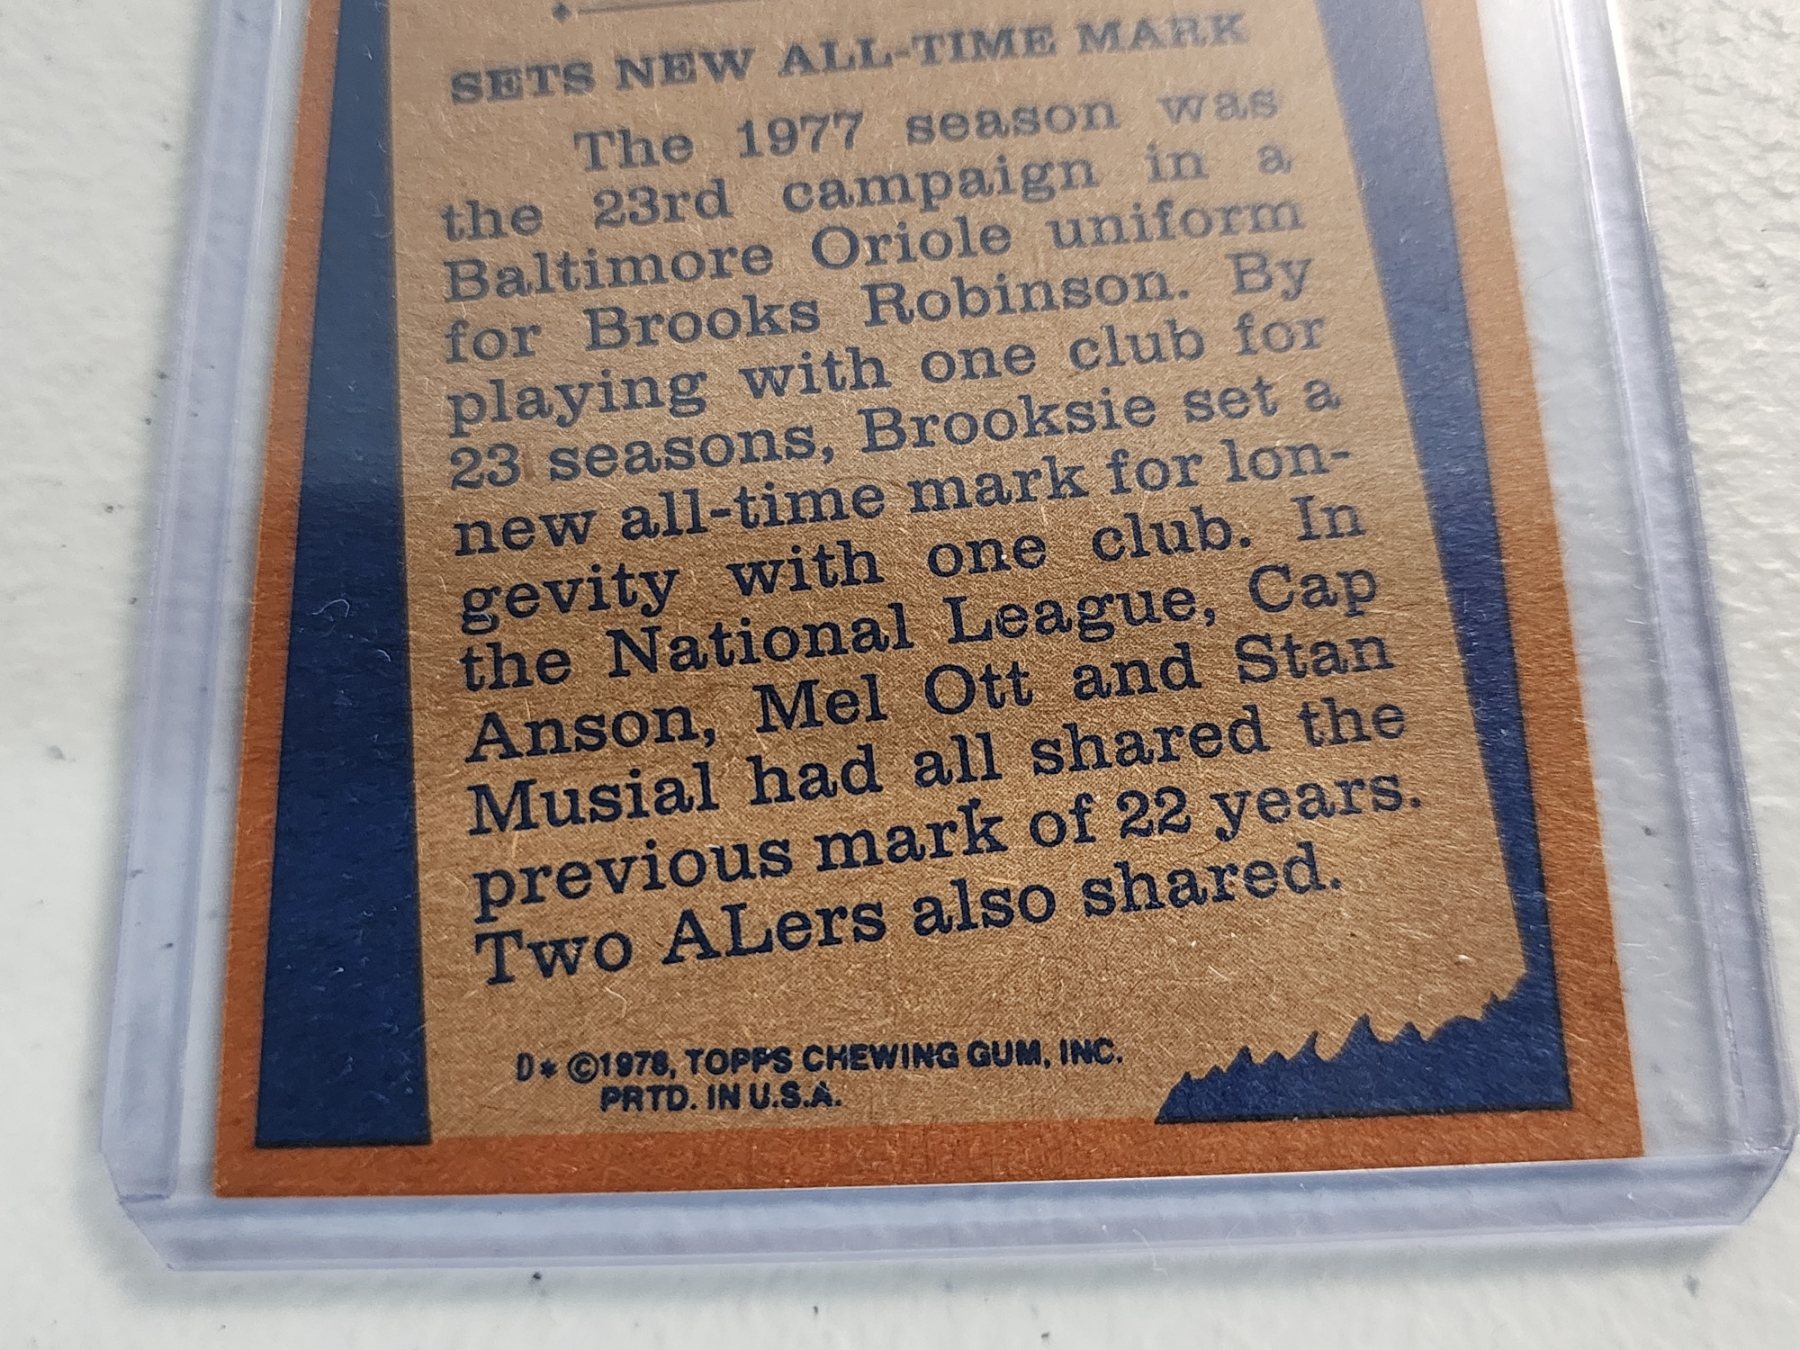 SETS NEW ALL-TIME MARK
The 1977 season was
the 23rd campaign in a
Baltimore Oriole uniform
for Brooks Robinson. By
playing with one club for
23 seasons, Brooksie set a
new all-time mark for lon-
gevity with one club. In
the National League, Cap
Anson, Mel Ott and Stan
Musial had all shared the
previous mark of 22 years.
Two ALers also shared.
D* ©1978, TOPPS CHEWING GUM, INC.
PRTD. IN U.S.A.